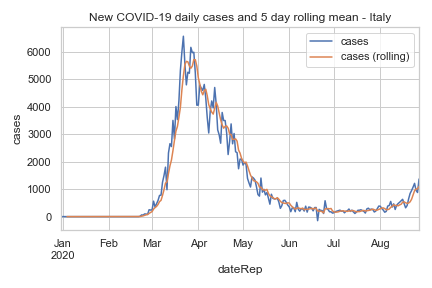 New COVID-19 daily cases and 5 day rolling mean - Italy
cases
cases (rolling)
cases
6000
5000
4000
3000
2000
1000
0
Jan Feb Mar Apr May Jun Jul Aug
2020
dateRep